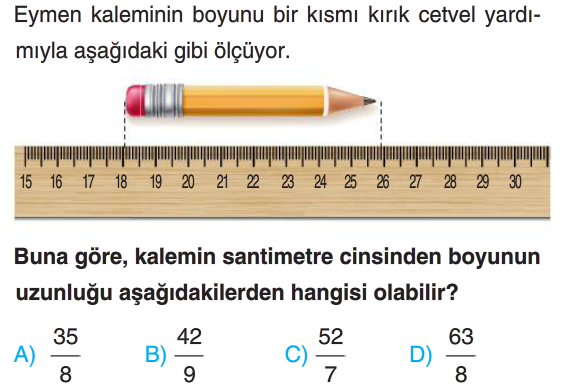 Eymen kaleminin boyunu bir kısmı kırık cetvel yardı-
mıyla aşağıdaki gibi ölçüyor.
15 16 17 18 19 20 21 22 23 24 25 26 27 28 29 30
Buna göre, kalemin santimetre cinsinden boyunun
uzunluğu aşağıdakilerden hangisi olabilir?
A) 35/8 B) 42/9 C) 52/7 D) 63/8